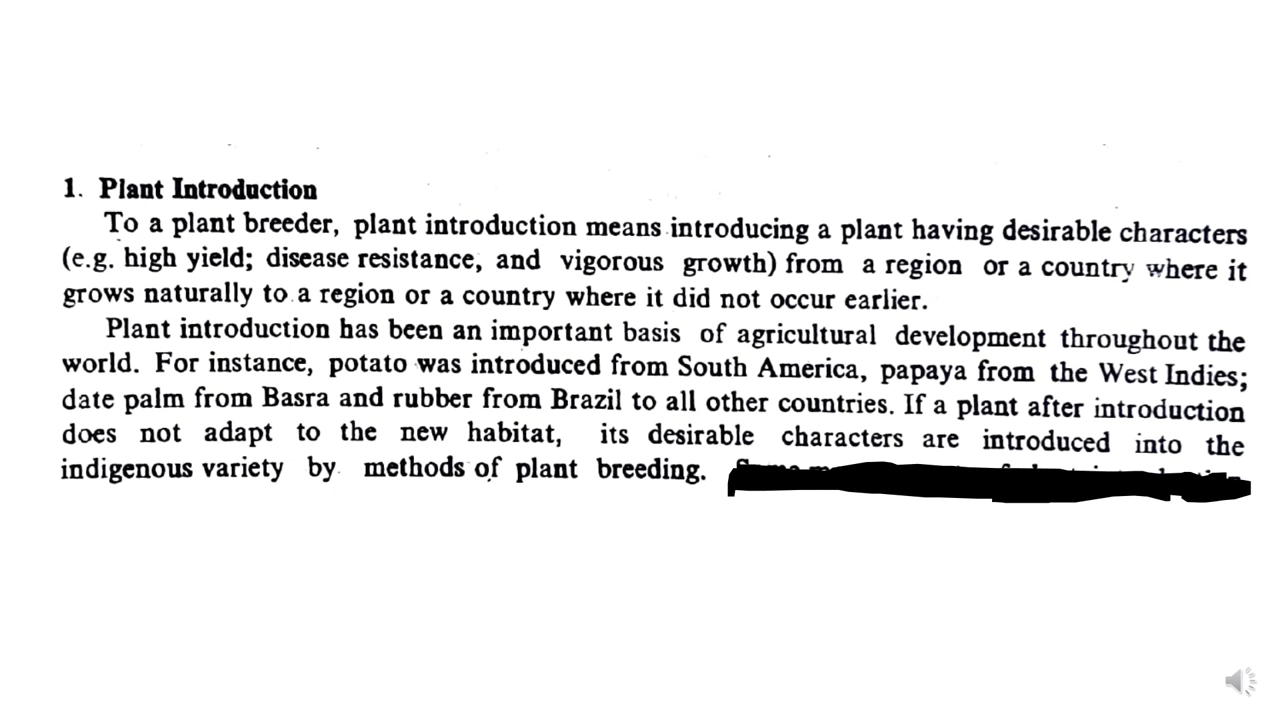 1. Plant Introduction
To a plant breeder, plant introduction means introducing a plant having desirable characters
(e.g. high yield; disease resistance, and vigorous growth) from a region or a country where it
grows naturally to a region or a country where it did not occur earlier.
Plant introduction has been an important basis of agricultural development throughout the
world. For instance, potato was introduced from South America, papaya from the West Indies;
date palm from Basra and rubber from Brazil to all other countries. If a plant after introduction
does not adapt to the new habitat, its desirable characters are introduced into the
indigenous variety by methods of plant breeding.